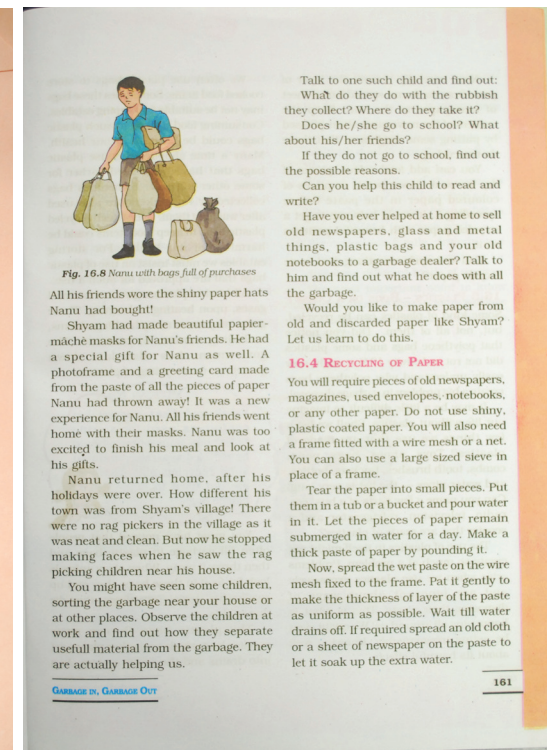 Fig. 16.8 Nanu with bags full of purchases
All his friends wore the shiny paper hats
Nanu had bought!
Shyam had made beautiful papier-
mâché masks for Nanu's friends. He had
a special gift for Nanu as well. A
photoframe and a greeting card made
from the paste of all the pieces of paper
Nanu had thrown away! It was a new
experience for Nanu. All his friends went
home with their masks. Nanu was too
excited to finish his meal and look at
his gifts.
Nanu returned home, after his
holidays were over. How different his
town was from Shyam's village! There
were no rag pickers in the village as it
was neat and clean. But now he stopped
making faces when he saw the rag
picking children near his house.
You might have seen some children,
sorting the garbage near your house or
at other places. Observe the children at
work and find out how they separate
usefull material from the garbage. They
are actually helping us.
Talk to one such child and find out:
What do they do with the rubbish
they collect? Where do they take it?
Does he/she go to school? What
about his/her friends?
If they do not go to school, find out
the possible reasons.
Can you help this child to read and
write?
Have you ever helped at home to sell
old newspapers, glass and metal
things, plastic bags and your old
notebooks to a garbage dealer? Talk to
him and find out what he does with all
the garbage.
Would you like to make paper from
old and discarded paper like Shyam?
Let us learn to do this.
16.4 RECYCLING OF PAPER
You will require pieces of old newspapers,
magazines, used envelopes, notebooks,
or any other paper. Do not use shiny,
plastic coated paper. You will also need
a frame fitted with a wire mesh or a net.
You can also use a large sized sieve in
place of a frame.
Tear the paper into small pieces. Put
them in a tub or a bucket and pour water
in it. Let the pieces of paper remain
submerged in water for a day. Make a
thick paste of paper by pounding it.
Now, spread the wet paste on the wire
mesh fixed to the frame. Pat it gently to
make the thickness of layer of the paste
as uniform as possible. Wait till water
drains off. If required spread an old cloth
or a sheet of newspaper on the paste to
let it soak up the extra water.
GARBAGE IN, GARBAGE OUT
161